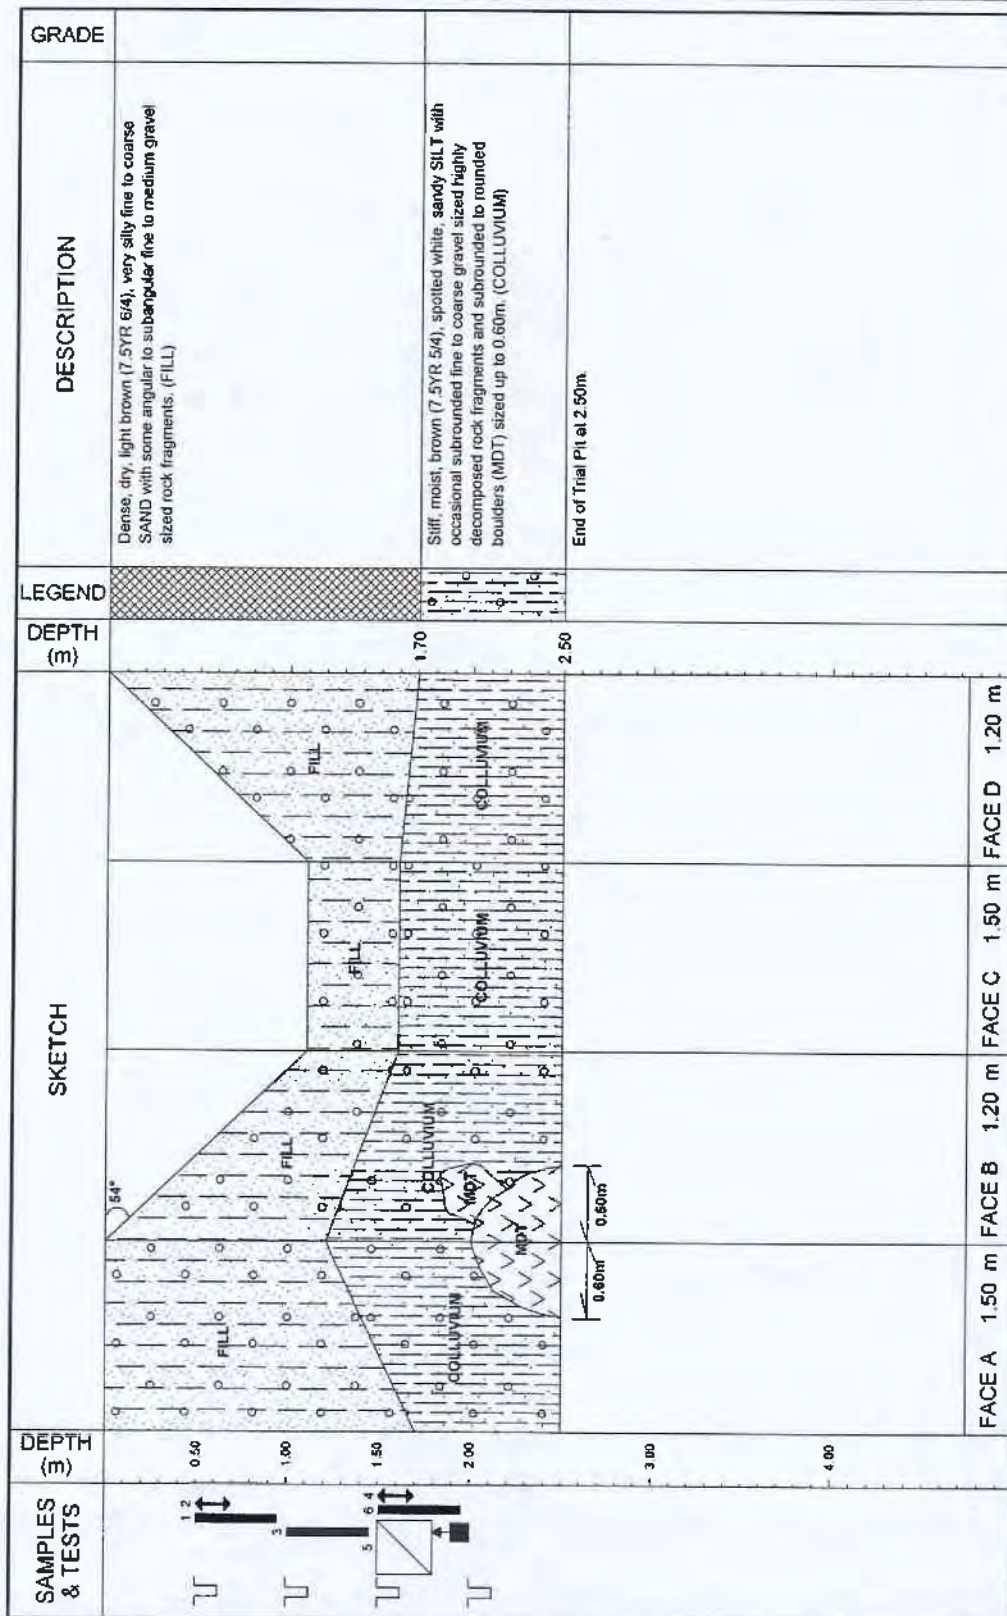 SAMPLES
& TESTS
DEPTH
(m)
SKETCH
DEPTH
(m)
LEGEND
DESCRIPTION
GRADE
1
2
3
5
6
4
0.50
1.00
1.50
2.00
3.00
4.00
54°
FILL
FILL
FILL
FILL
COLLUVIUM
COLLUVIUM
COLLUVIUM
COLLUVIUM
MDT
MDT
0.60m
0.50m
1.70
2.50
Dense, dry, light brown (7.5YR 6/4), very silty fine to coarse
SAND with some angular to subangular fine to medium gravel
sized rock fragments. (FILL)
Stiff, moist, brown (7.5YR 5/4), spotted white, sandy SILT with
occasional subrounded fine to coarse gravel sized highly
decomposed rock fragments and subrounded to rounded
boulders (MDT) sized up to 0.60m. (COLLUVIUM)
End of Trial Pit at 2.50m.
FACE A 1.50 m
FACE B 1.20 m
FACE C 1.50 m
FACE D 1.20 m